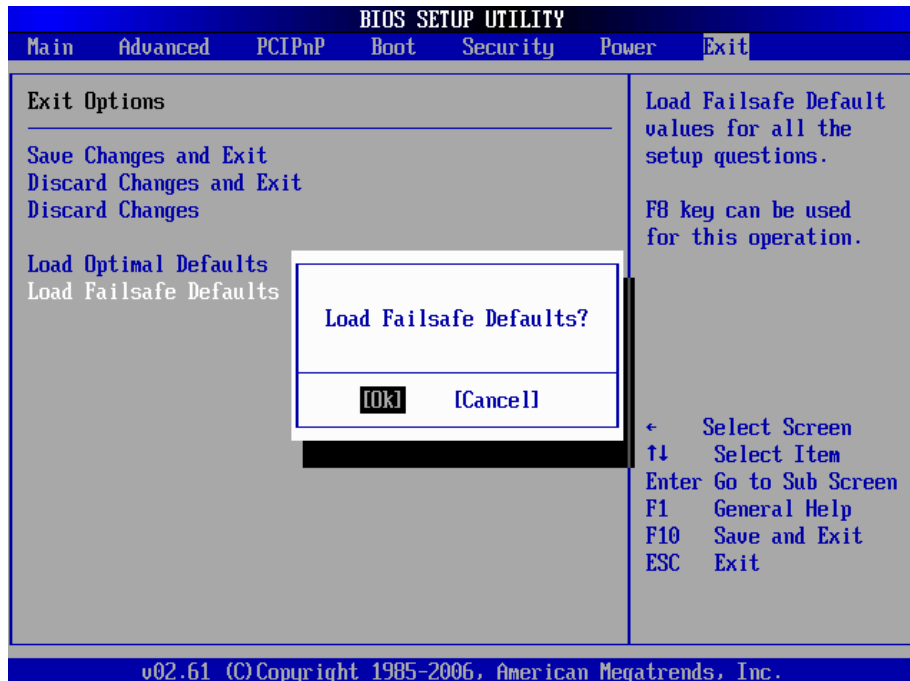 BIOS SETUP UTILITY
Main Advanced PCIPnP Boot Security Power Exit
Exit Options
Save Changes and Exit
Discard Changes and Exit
Discard Changes
Load Optimal Defaults
Load Failsafe Defaults
Load Failsafe Defaults?
[Ok] [Cancel]
Load Failsafe Default
values for all the
setup questions.
F8 key can be used
for this operation.
← Select Screen
↑↓ Select Item
Enter Go to Sub Screen
F1 General Help
F10 Save and Exit
ESC Exit
v02.61 (C)Copyright 1985-2006, American Megatrends, Inc.